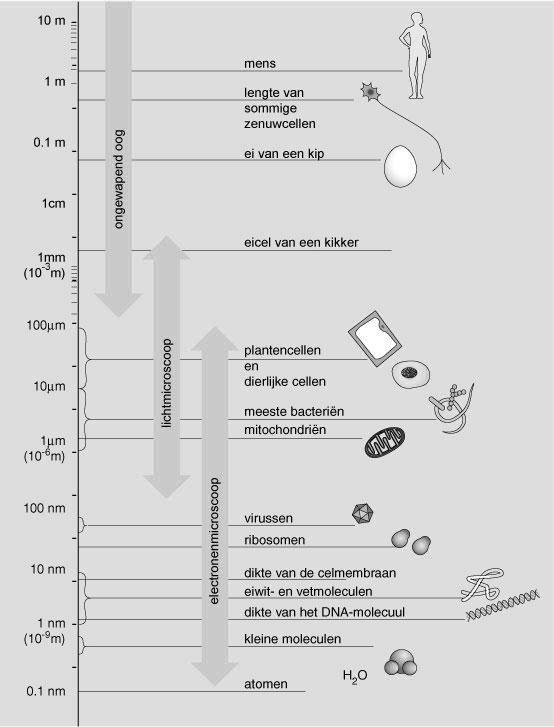 10 m
mens
1 m
lengte van
sommige
zenuwcellen
0.1 m
ei van een kip
ongewapend oog
1cm
eicel van een kikker
1mm
(10-3m)
100µm
plantencellen
en
dierlijke cellen
lichtmicroscoop
10µm
meeste bacteriën
mitochondriën
1µm
(10-6m)
100 nm
virussen
ribosomen
electronenmicroscoop
10 nm
dikte van de celmembraan
eiwit- en vetmoleculen
dikte van het DNA-molecuul
1 nm
(10-9m)
kleine moleculen
H2O
atomen
0.1 nm